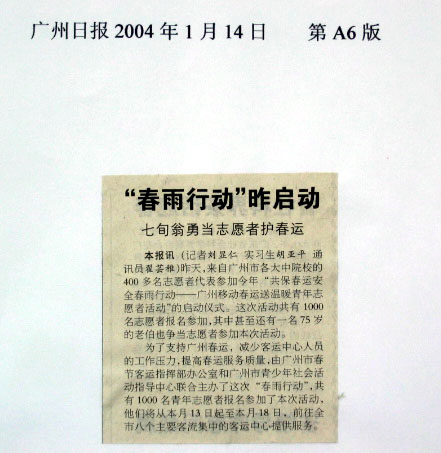 广州日报 2004 年 1 月 14 日 第 A6 版
“春雨行动”昨启动
七旬翁勇当志愿者护春运
本报讯 (记者刘显仁 实习生胡亚平 通
讯员翟芸雅)昨天,来自广州市各大中院校的
400 多名志愿者代表参加今年“共保春运安
全春雨行动——广州移动春运送温暖青年志
愿者活动”的启动仪式。这次活动共有 1000
名志愿者报名参加,其中甚至还有一名 75 岁
的老伯也争当志愿者参加本次活动。
为了支持广州春运,减少客运中心人员
的工作压力,提高春运服务质量,由广州市春
节客运指挥部办公室和广州市青少年社会活
动指导中心联合主办了这次“春雨行动”,共
有 1000 名青年志愿者报名参加了本次活动,
他们将从本月 13 日起至本月 18 日、前往全
市八个主要客流集中的客运中心提供服务。